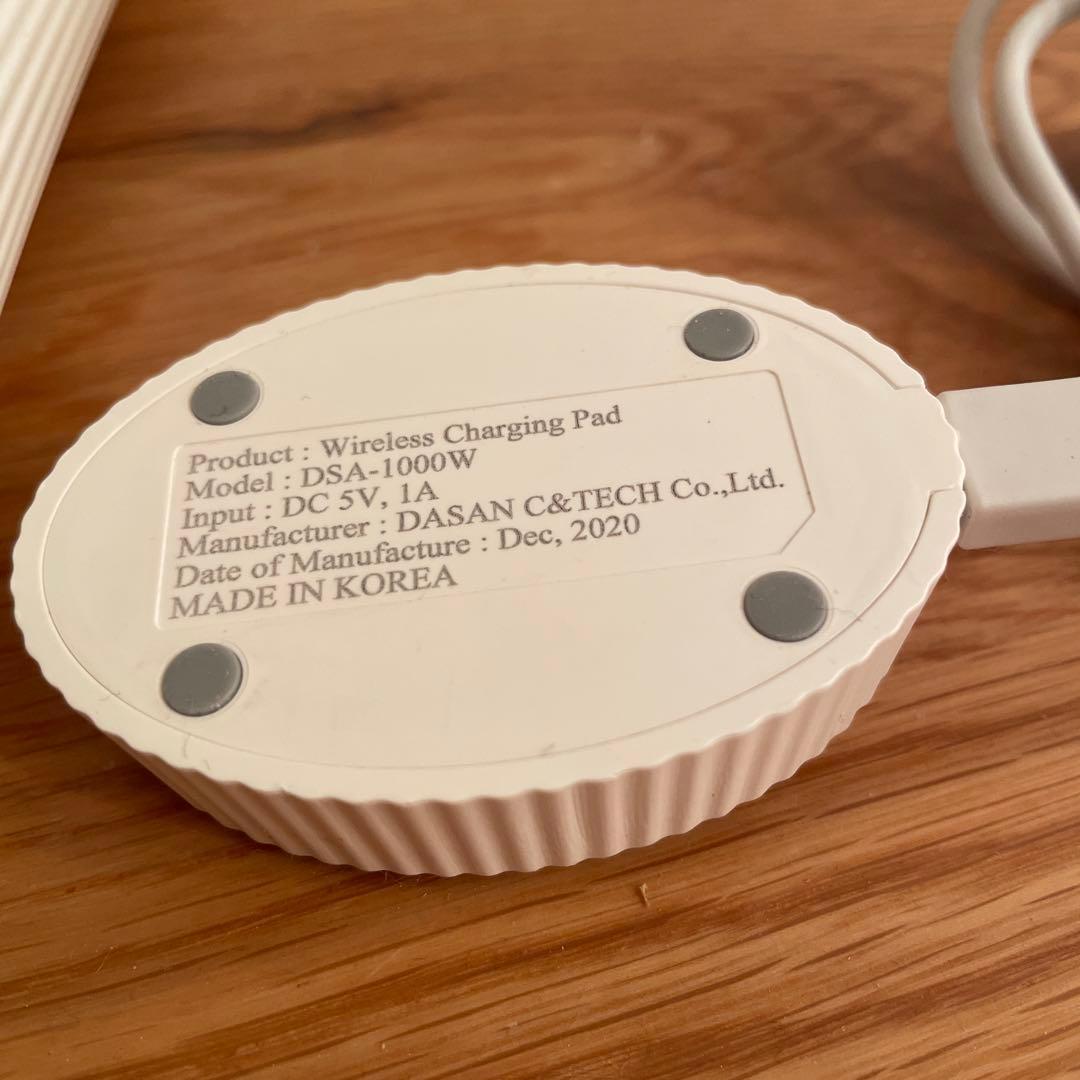 Product : Wireless Charging Pad
Model : DSA-1000W
Input : DC 5V, 1A
Manufacturer : DASAN C&TECH Co.,Ltd.
Date of Manufacture : Dec, 2020
MADE IN KOREA